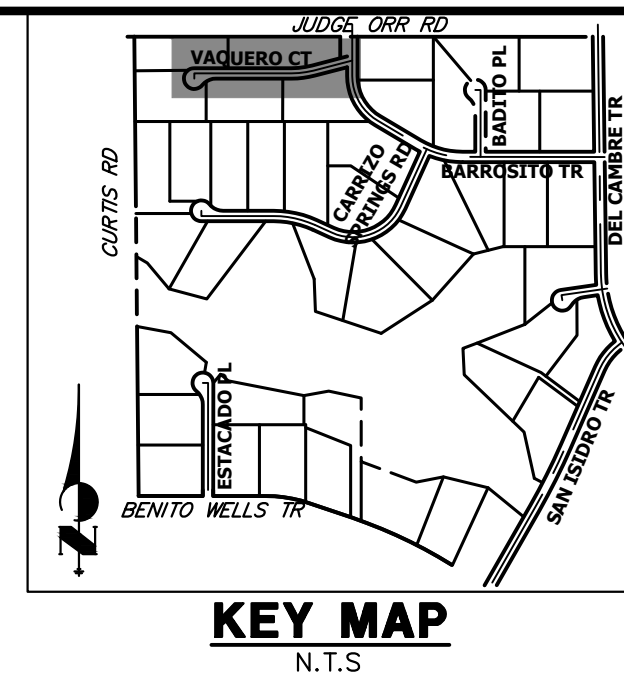 JUDGE ORR RD
VAQUERO CT
BADITO PL
DEL CAMBRE TR
CURTIS RD
CARRIZO
SPRINGS RD
BARROSITO TR
ESTACADO PL
SAN ISIDRO TR
BENITO WELLS TR
N
KEY MAP
N.T.S